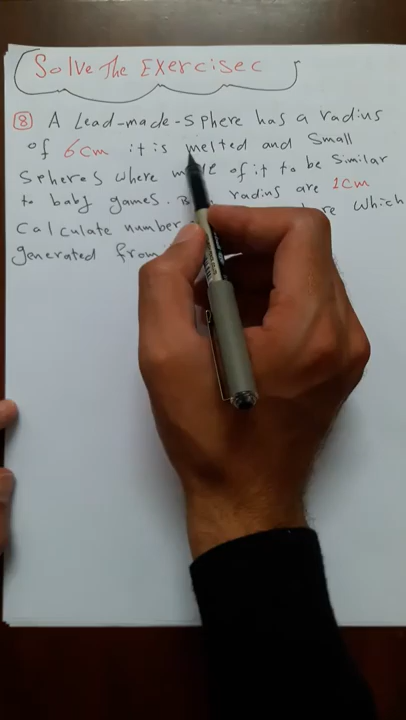 Solve The Exercisec
8 A Lead-made-sphere has a radius
of 6cm it is melted and Small
Spheres where made of it to be similar
to baby games. radius are 1cm
Calculate number which
generated from